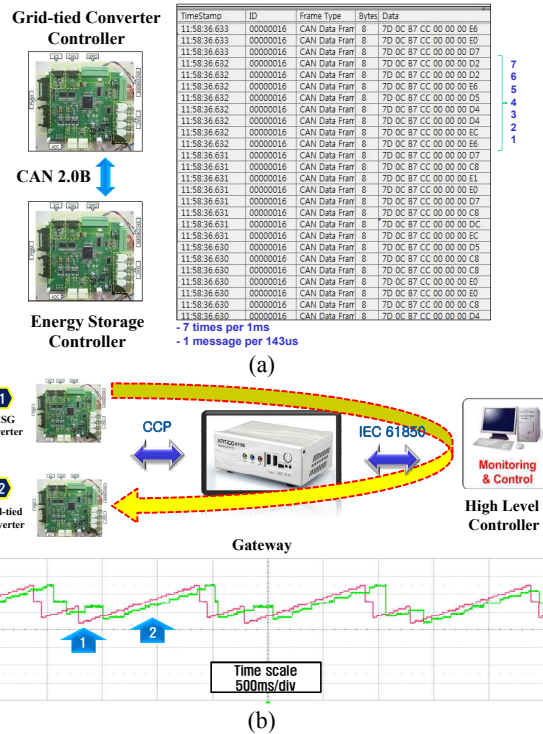 Grid-tied Converter
Controller
CAN 2.0B
Energy Storage
Controller
TimeStamp ID Frame Type Bytes Data
11:58:36.633 00000016 CAN Data Fram 8 7D 0C B7 CC 00 00 00 E6
11:58:36.633 00000016 CAN Data Fram 8 7D 0C B7 CC 00 00 00 E0
11:58:36.633 00000016 CAN Data Fram 8 7D 0C B7 CC 00 00 00 D7
11:58:36.632 00000016 CAN Data Fram 8 7D 0C B7 CC 00 00 00 D2
11:58:36.632 00000016 CAN Data Fram 8 7D 0C B7 CC 00 00 00 D2
11:58:36.632 00000016 CAN Data Fram 8 7D 0C B7 CC 00 00 00 E6
11:58:36.632 00000016 CAN Data Fram 8 7D 0C B7 CC 00 00 00 D5
11:58:36.632 00000016 CAN Data Fram 8 7D 0C B7 CC 00 00 00 D4
11:58:36.632 00000016 CAN Data Fram 8 7D 0C B7 CC 00 00 00 D4
11:58:36.632 00000016 CAN Data Fram 8 7D 0C B7 CC 00 00 00 EC
11:58:36.632 00000016 CAN Data Fram 8 7D 0C B7 CC 00 00 00 E6
11:58:36.631 00000016 CAN Data Fram 8 7D 0C B7 CC 00 00 00 D7
11:58:36.631 00000016 CAN Data Fram 8 7D 0C B7 CC 00 00 00 C8
11:58:36.631 00000016 CAN Data Fram 8 7D 0C B7 CC 00 00 00 E1
11:58:36.631 00000016 CAN Data Fram 8 7D 0C B7 CC 00 00 00 E0
11:58:36.631 00000016 CAN Data Fram 8 7D 0C B7 CC 00 00 00 D7
11:58:36.631 00000016 CAN Data Fram 8 7D 0C B7 CC 00 00 00 C8
11:58:36.631 00000016 CAN Data Fram 8 7D 0C B7 CC 00 00 00 DC
11:58:36.631 00000016 CAN Data Fram 8 7D 0C B7 CC 00 00 00 EC
11:58:36.630 00000016 CAN Data Fram 8 7D 0C B7 CC 00 00 00 D5
11:58:36.630 00000016 CAN Data Fram 8 7D 0C B7 CC 00 00 00 C8
11:58:36.630 00000016 CAN Data Fram 8 7D 0C B7 CC 00 00 00 C8
11:58:36.630 00000016 CAN Data Fram 8 7D 0C B7 CC 00 00 00 E0
11:58:36.630 00000016 CAN Data Fram 8 7D 0C B7 CC 00 00 00 E0
11:58:36.630 00000016 CAN Data Fram 8 7D 0C B7 CC 00 00 00 C8
11:58:36.630 00000016 CAN Data Fram 8 7D 0C B7 CC 00 00 00 D4
7
6
5
4
3
2
1
- 7 times per 1ms
- 1 message per 143us
(a)
1
SG
verter
2
d-tied
verter
CCP
IEC 61850
Gateway
Monitoring
& Control
High Level
Controller
1
2
Time scale
500ms/div
(b)